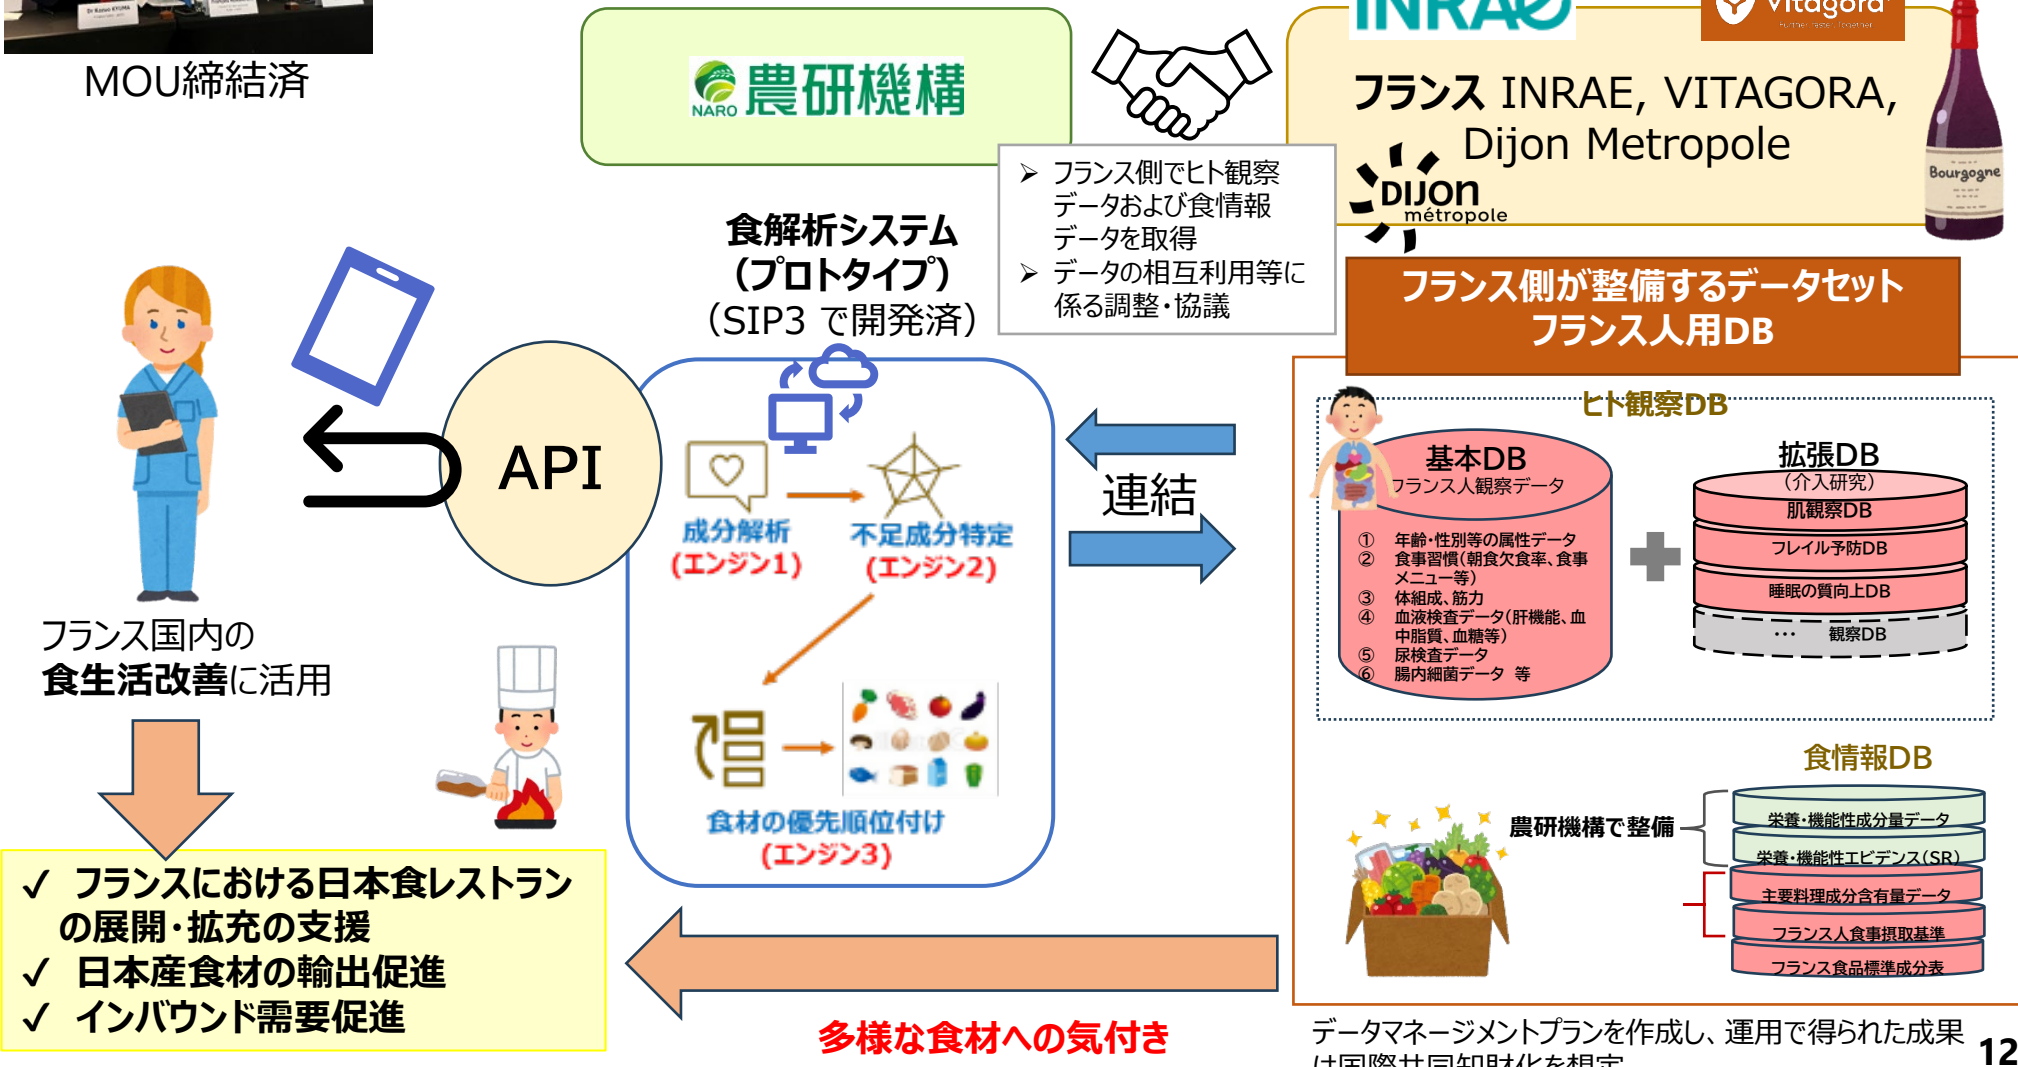 Dr Kazuo KYUMA
MOU締結済
NARO 農研機構
INRAE
Vitagora
フランス INRAE, VITAGORA,
Dijon Metropole
DIJON
métropole
Bourgogne
➢ フランス側でヒト観察
データおよび食情報
データを取得
➢ データの相互利用等に
係る調整・協議
食解析システム
（プロトタイプ）
（SIP3 で開発済）
フランス側が整備するデータセット
フランス人用DB
API
成分解析
(エンジン1)
不足成分特定
(エンジン2)
食材の優先順位付け
(エンジン3)
連結
ヒト観察DB
基本DB
フランス人観察データ
① 年齢・性別等の属性データ
② 食事習慣（朝食欠食率、食事
メニュー等）
③ 体組成、筋力
④ 血液検査データ（肝機能、血
中脂質、血糖等）
⑤ 尿検査データ
⑥ 腸内細菌データ 等
拡張DB
（介入研究）
肌観察DB
フレイル予防DB
睡眠の質向上DB
… 観察DB
食情報DB
農研機構で整備
栄養・機能性成分量データ
栄養・機能性エビデンス（SR）
主要料理成分含有量データ
フランス人食事摂取基準
フランス食品標準成分表
フランス国内の
食生活改善に活用
✓ フランスにおける日本食レストラン
の展開・拡充の支援
✓ 日本産食材の輸出促進
✓ インバウンド需要促進
多様な食材への気付き
データマネージメントプランを作成し、運用で得られた成果
は国際共同知財化を想定
12